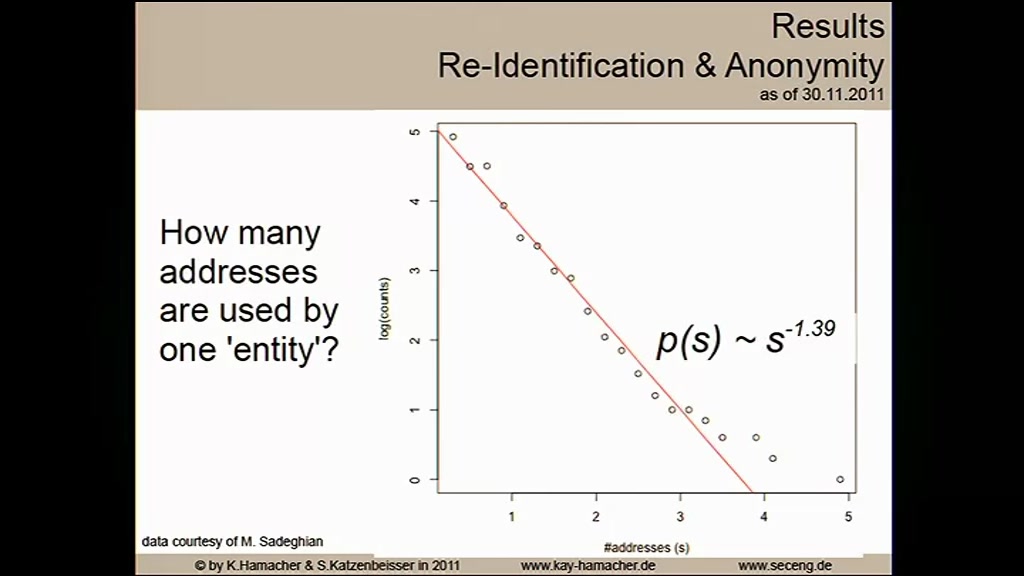 Results
Re-Identification & Anonymity
as of 30.11.2011
How many
addresses
are used by
one 'entity'?
5
4
3
2
1
0
log(counts)
p(s) ~ s-1.39
1 2 3 4 5
#addresses (s)
data courtesy of M. Sadeghian
© by K.Hamacher & S.Katzenbeisser in 2011 www.kay-hamacher.de www.seceng.de